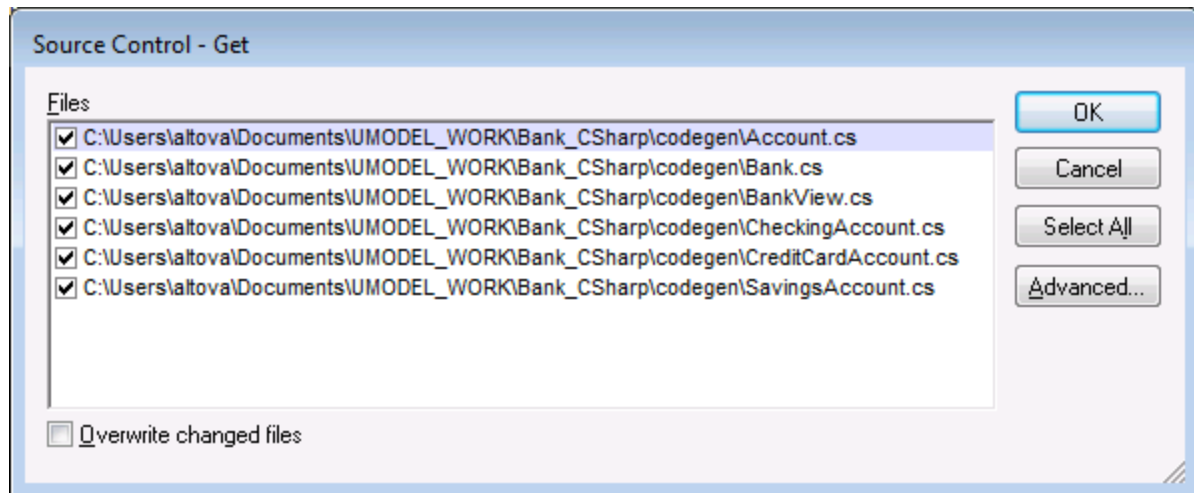 Source Control - Get
Files
C:\Users\altova\Documents\UMODEL_WORK\Bank_CSharp\codegen\Account.cs
C:\Users\altova\Documents\UMODEL_WORK\Bank_CSharp\codegen\Bank.cs
C:\Users\altova\Documents\UMODEL_WORK\Bank_CSharp\codegen\BankView.cs
C:\Users\altova\Documents\UMODEL_WORK\Bank_CSharp\codegen\CheckingAccount.cs
C:\Users\altova\Documents\UMODEL_WORK\Bank_CSharp\codegen\CreditCardAccount.cs
C:\Users\altova\Documents\UMODEL_WORK\Bank_CSharp\codegen\SavingsAccount.cs
Overwrite changed files
OK
Cancel
Select All
Advanced...